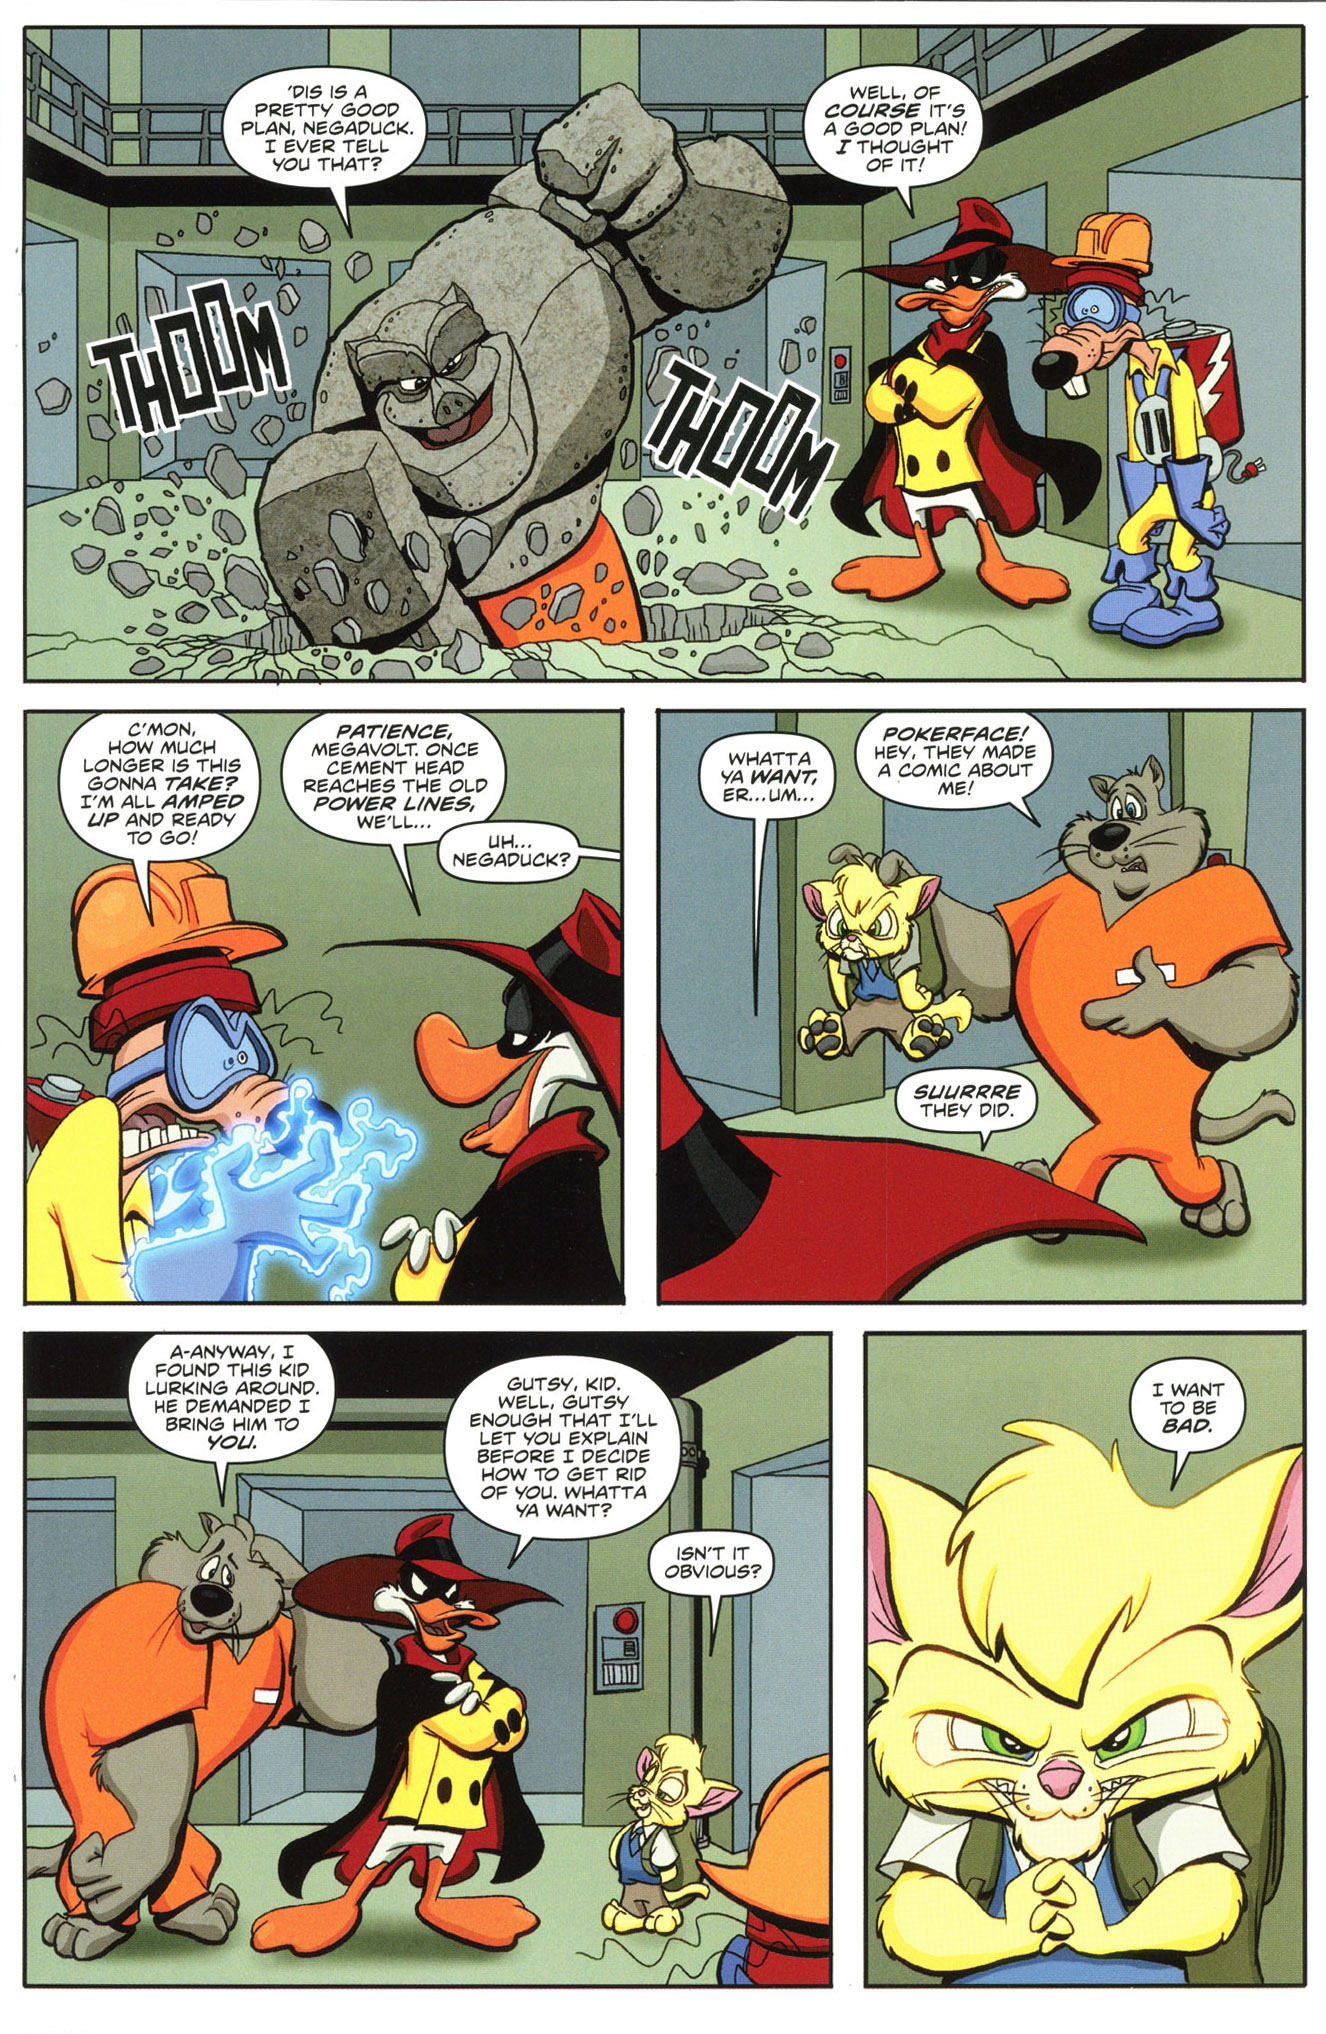 'DIS IS A
PRETTY GOOD
PLAN, NEGADUCK.
I EVER TELL
YOU THAT?
WELL, OF
COURSE IT'S
A GOOD PLAN!
I THOUGHT
OF IT!
THOOM
THOOM
C'MON,
HOW MUCH
LONGER IS THIS
GONNA TAKE?
I'M ALL AMPED
UP AND READY
TO GO!
PATIENCE,
MEGAVOLT. ONCE
CEMENT HEAD
REACHES THE OLD
POWER LINES,
WE'LL...
UH...
NEGADUCK?
WHATTA
YA WANT,
ER...UM...
POKERFACE!
HEY, THEY MADE
A COMIC ABOUT
ME!
SUURRRE
THEY DID.
A-ANYWAY, I
FOUND THIS KID
LURKING AROUND.
HE DEMANDED I
BRING HIM TO
YOU.
GUTSY, KID.
WELL, GUTSY
ENOUGH THAT I'LL
LET YOU EXPLAIN
BEFORE I DECIDE
HOW TO GET RID
OF YOU. WHATTA
YA WANT?
ISN'T IT
OBVIOUS?
I WANT
TO BE
BAD.